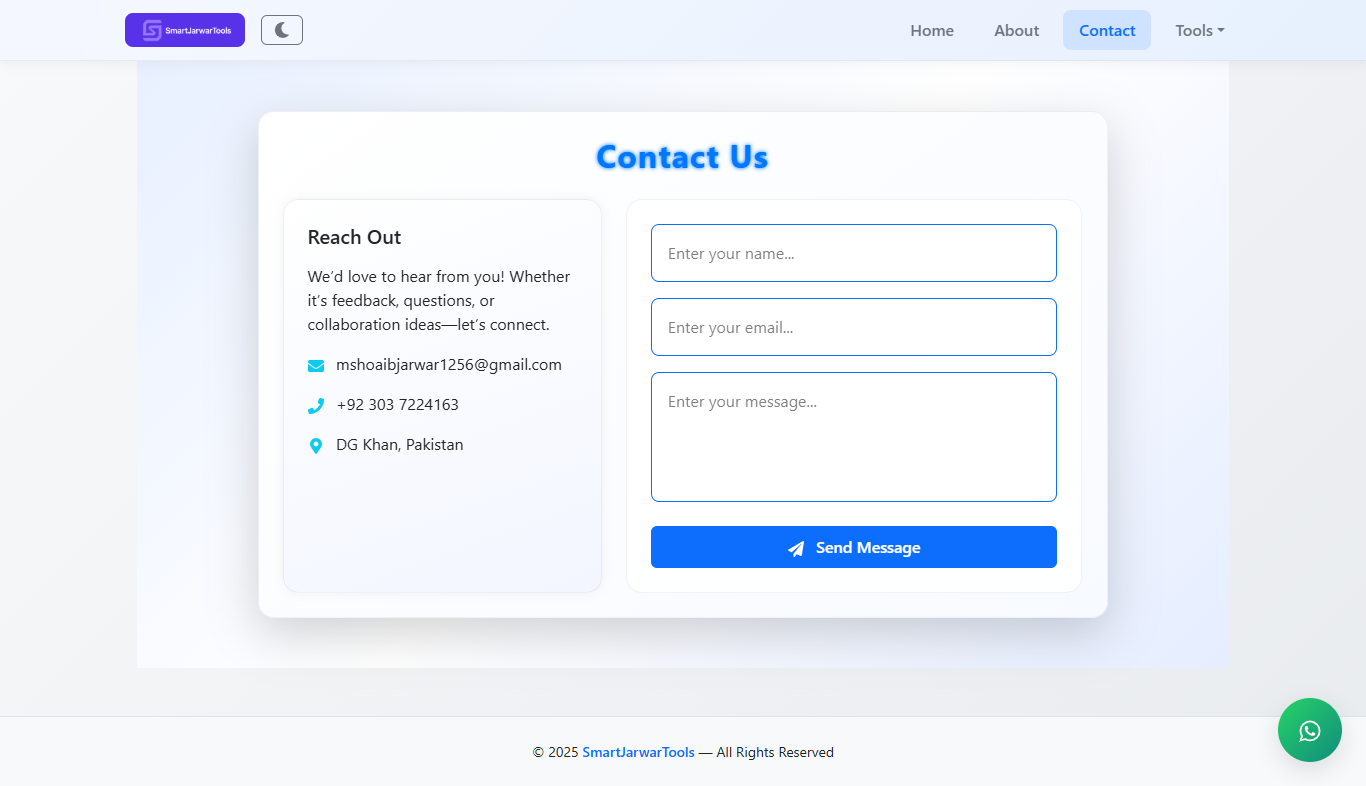 SmartJarwarTools
Home
About
Contact
Tools
Contact Us
Reach Out
We’d love to hear from you! Whether
it’s feedback, questions, or
collaboration ideas—let’s connect.
mshoaibjarwar1256@gmail.com
+92 303 7224163
DG Khan, Pakistan
Enter your name...
Enter your email...
Enter your message...
Send Message
© 2025 SmartJarwarTools — All Rights Reserved